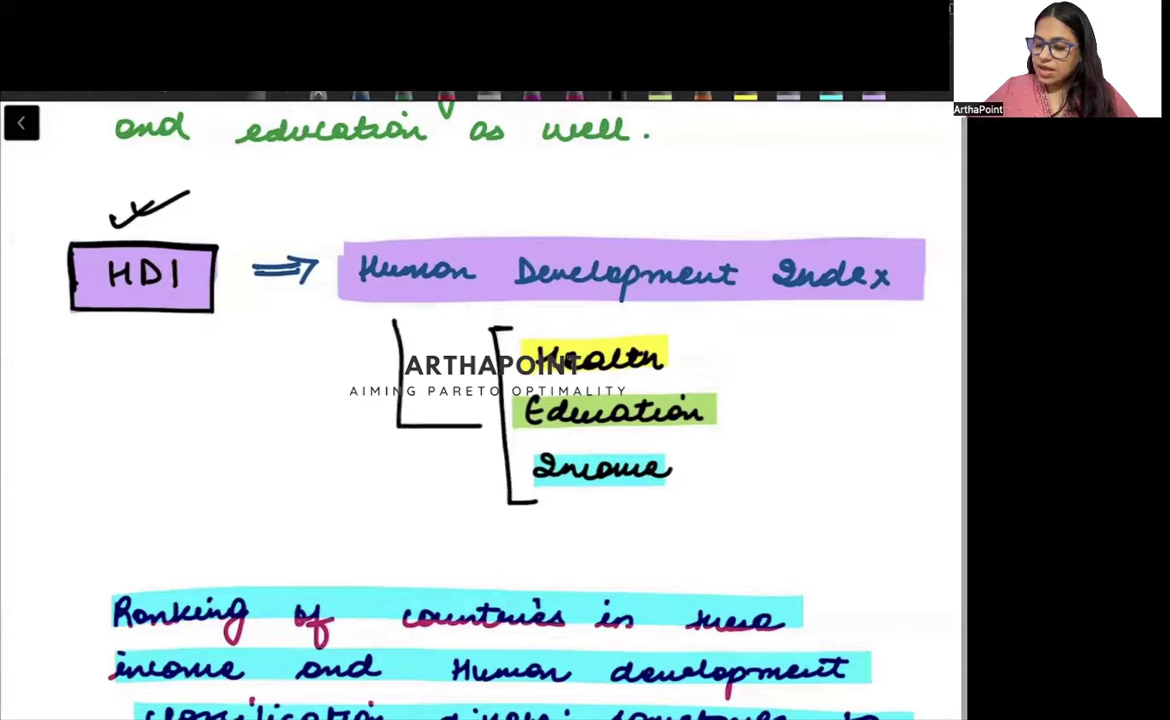 and education as well.
HDI ⇒ Human Development Index
Health
Education
Income
ARTHAPOINT
AIMING PARETO OPTIMALITY
Ranking of countries in these
income and Human development
classification
ArthaPoint